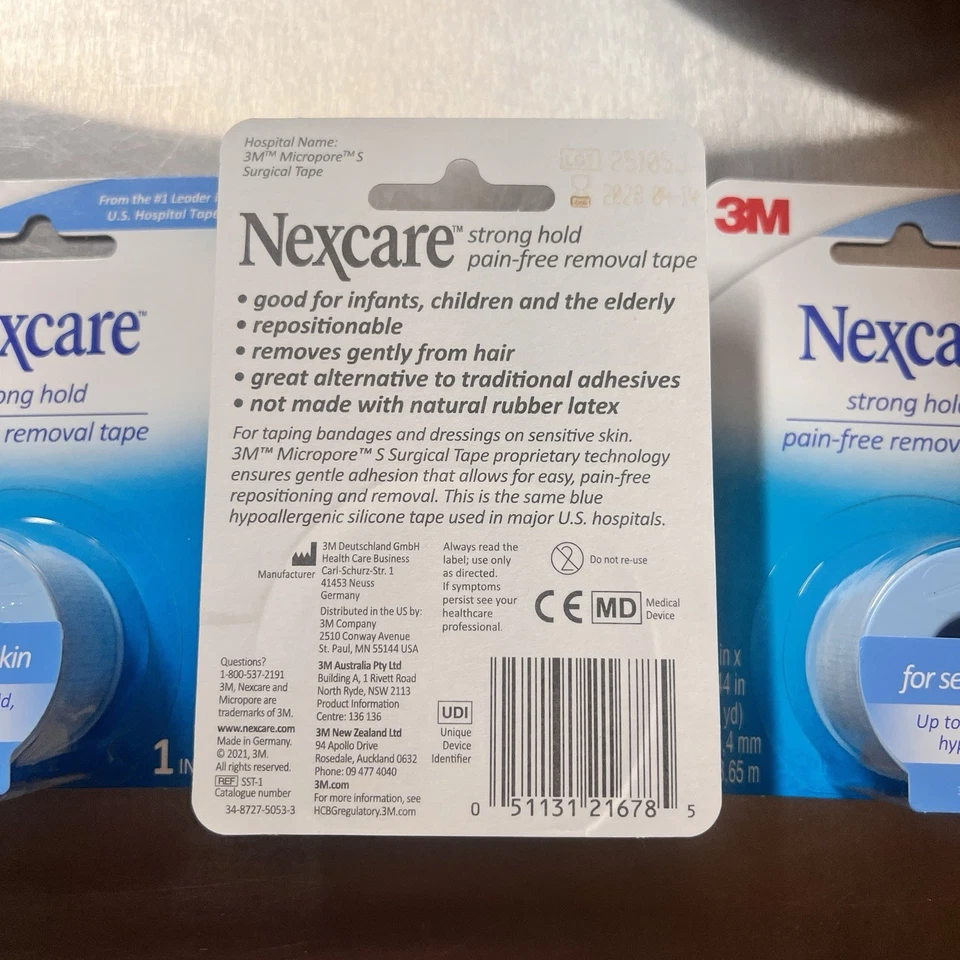 From the #1 Leader
U.S. Hospital Tape
xcare™
ong hold
removal tape
kin
d,
1 IN
Hospital Name:
3M™ Micropore™ S
Surgical Tape
LOT 25185
2028-04-14
Nexcare™ strong hold
pain-free removal tape
• good for infants, children and the elderly
• repositionable
• removes gently from hair
• great alternative to traditional adhesives
• not made with natural rubber latex
For taping bandages and dressings on sensitive skin.
3M™ Micropore™ S Surgical Tape proprietary technology
ensures gentle adhesion that allows for easy, pain-free
repositioning and removal. This is the same blue
hypoallergenic silicone tape used in major U.S. hospitals.
Manufacturer
3M Deutschland GmbH
Health Care Business
Carl-Schurz-Str. 1
41453 Neuss
Germany
Distributed in the US by:
3M Company
2510 Conway Avenue
St. Paul, MN 55144 USA
3M Australia Pty Ltd
Building A, 1 Rivett Road
North Ryde, NSW 2113
Product Information
Centre: 136 136
3M New Zealand Ltd
94 Apollo Drive
Rosedale, Auckland 0632
Phone: 09 477 4040
3M.com
For more information, see
HCBGregulatory.3M.com
Always read the
label; use only
as directed.
If symptoms
persist see your
healthcare
professional.
2 Do not re-use
CE MD Medical
Device
Questions?
1-800-537-2191
3M, Nexcare and
Micropore are
trademarks of 3M.
www.nexcare.com
Made in Germany.
© 2021, 3M.
All rights reserved.
REF SST-1
Catalogue number
34-8727-5053-3
UDI
Unique
Device
Identifier
0 51131 21678 5
3M
Nexca
strong hol
pain-free remov
in x
4 in
yd)
.4 mm
.65 m
for se
Up to
hyp